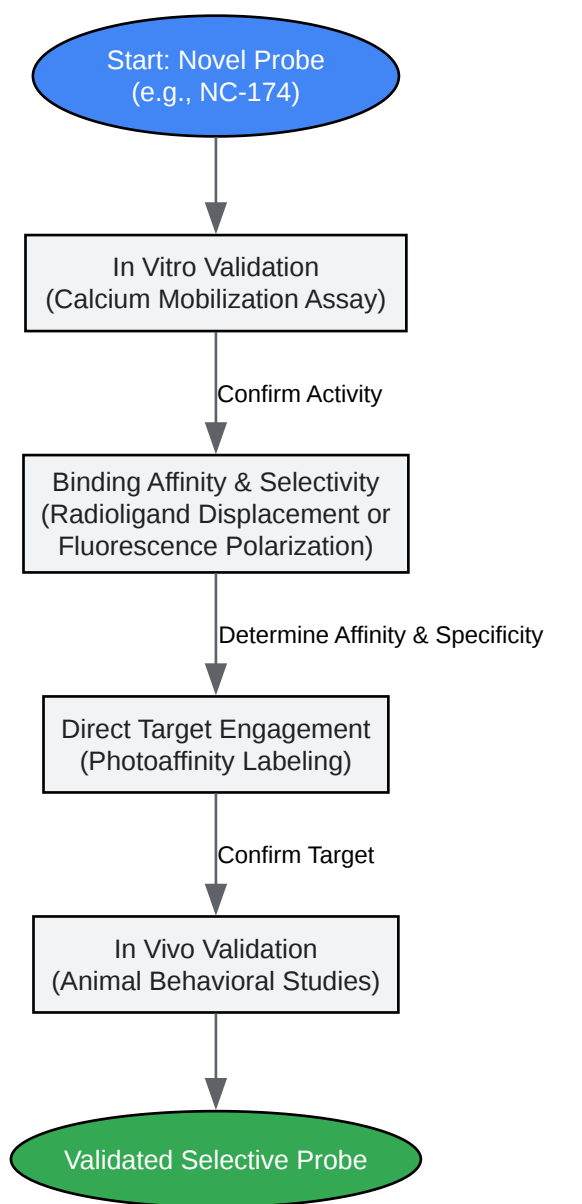 Start: Novel Probe
(e.g., NC-174)
In Vitro Validation
(Calcium Mobilization Assay)
Confirm Activity
Binding Affinity & Selectivity
(Radioligand Displacement or
Fluorescence Polarization)
Determine Affinity & Specificity
Direct Target Engagement
(Photoaffinity Labeling)
Confirm Target
In Vivo Validation
(Animal Behavioral Studies)
Validated Selective Probe